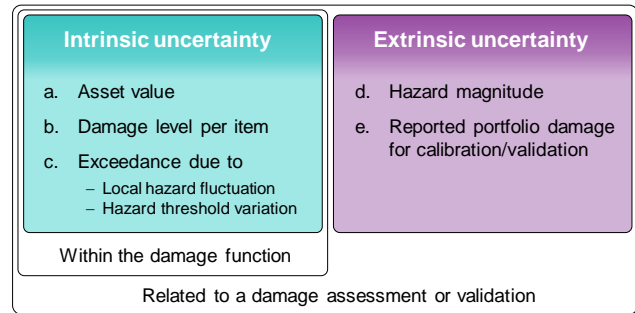 Intrinsic uncertainty
a. Asset value
b. Damage level per item
c. Exceedance due to
– Local hazard fluctuation
– Hazard threshold variation
Within the damage function
Extrinsic uncertainty
d. Hazard magnitude
e. Reported portfolio damage
for calibration/validation
Related to a damage assessment or validation